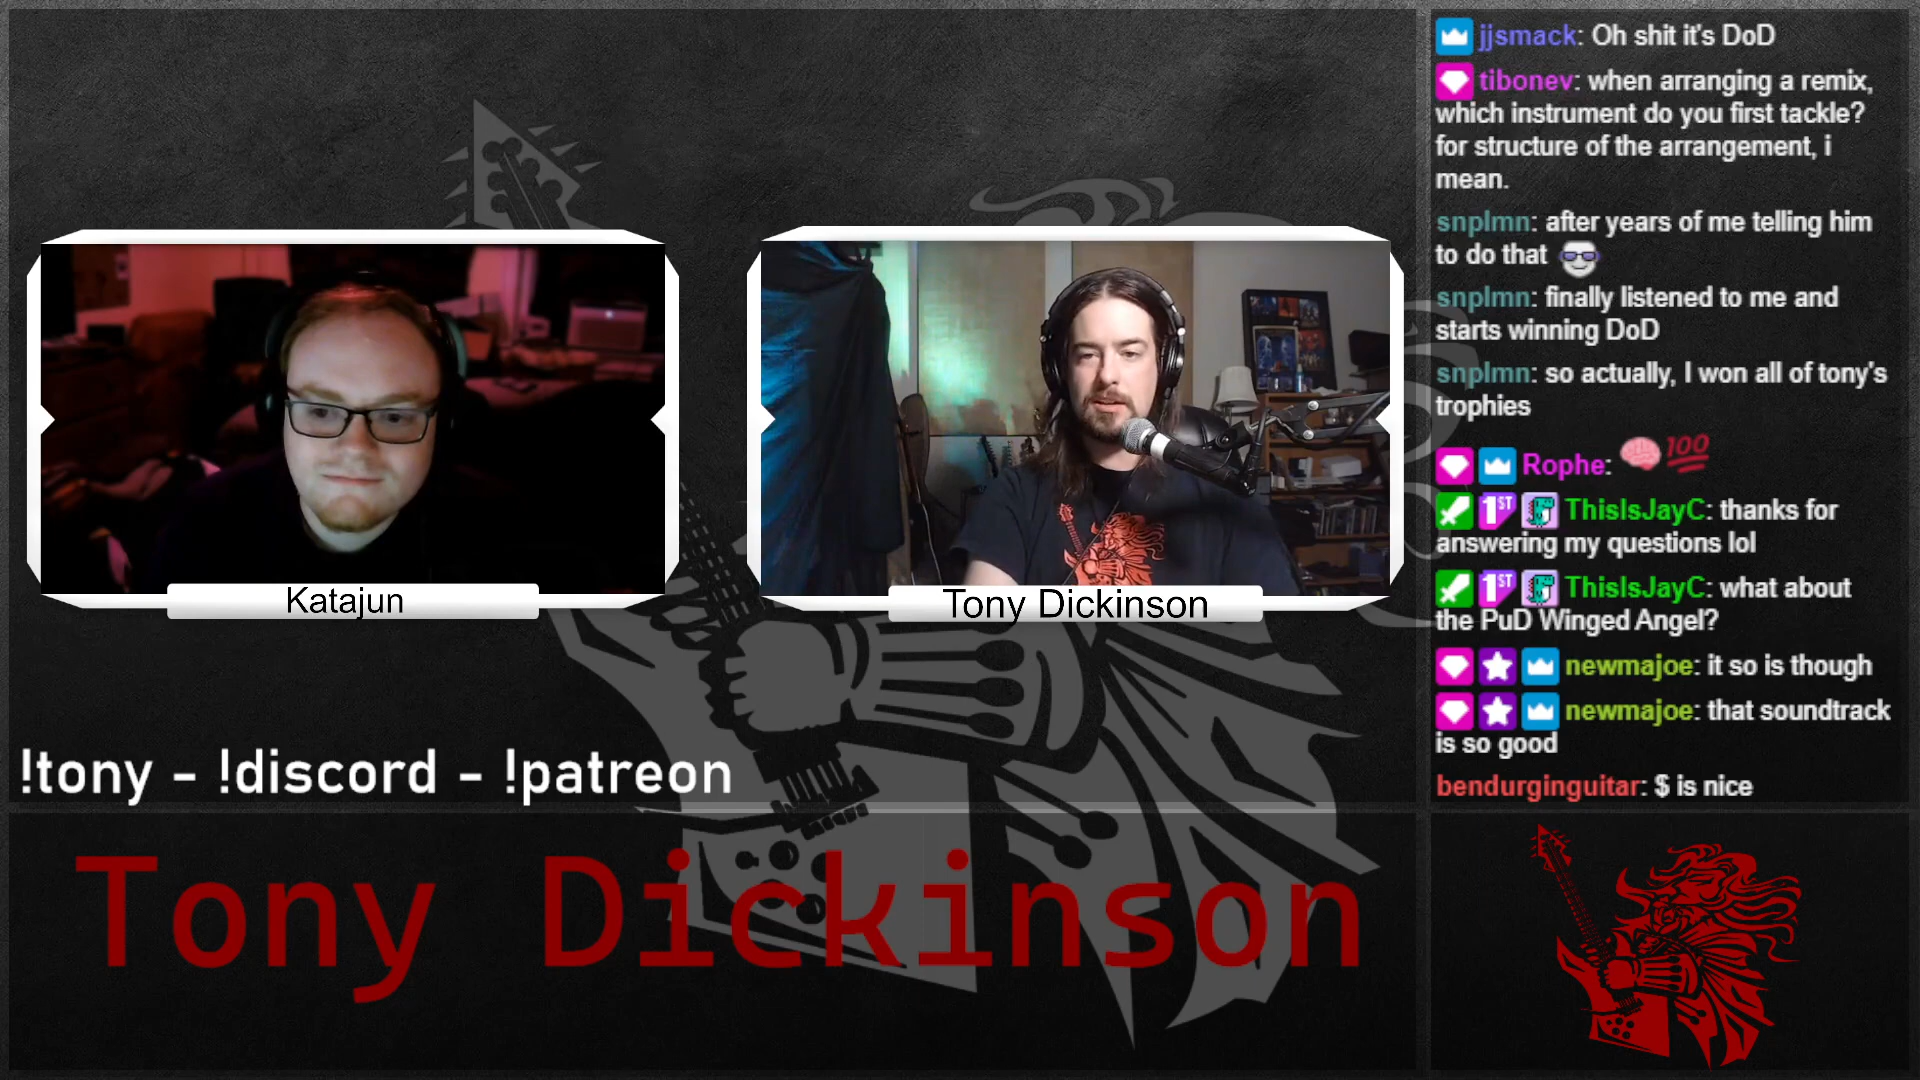 Katajun
Tony Dickinson
!tony - !discord - !patreon
Tony Dickinson
jjsmack: Oh shit it's DoD
tibonev: when arranging a remix,
which instrument do you first tackle?
for structure of the arrangement, i
mean.
snplmn: after years of me telling him
to do that
snplmn: finally listened to me and
starts winning DoD
snplmn: so actually, I won all of tony's
trophies
Rophe: 100
1ST ThisIsJayC: thanks for
answering my questions lol
1ST ThisIsJayC: what about
the PuD Winged Angel?
newmajoe: it so is though
newmajoe: that soundtrack
is so good
bendurginguitar: $ is nice